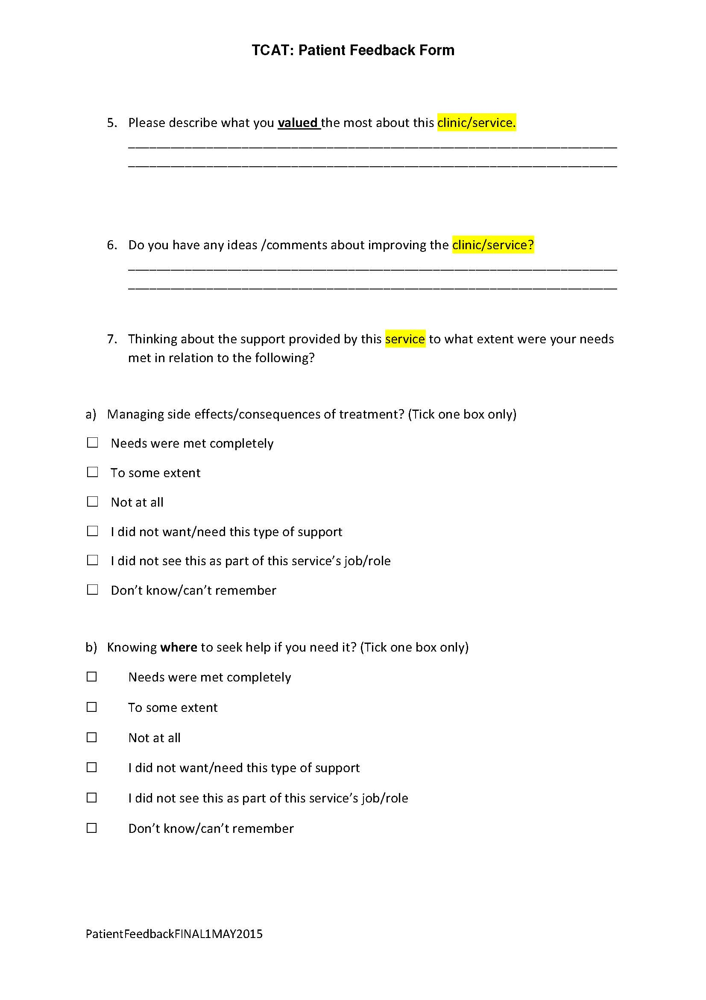 TCAT: Patient Feedback Form
5. Please describe what you valued the most about this clinic/service.
_____________________________________________________________________
_____________________________________________________________________
6. Do you have any ideas /comments about improving the clinic/service?
_____________________________________________________________________
_____________________________________________________________________
7. Thinking about the support provided by this service to what extent were your needs
met in relation to the following?
a) Managing side effects/consequences of treatment? (Tick one box only)
☐ Needs were met completely
☐ To some extent
☐ Not at all
☐ I did not want/need this type of support
☐ I did not see this as part of this service’s job/role
☐ Don’t know/can’t remember
b) Knowing where to seek help if you need it? (Tick one box only)
☐ Needs were met completely
☐ To some extent
☐ Not at all
☐ I did not want/need this type of support
☐ I did not see this as part of this service’s job/role
☐ Don’t know/can’t remember
PatientFeedbackFINAL1MAY2015